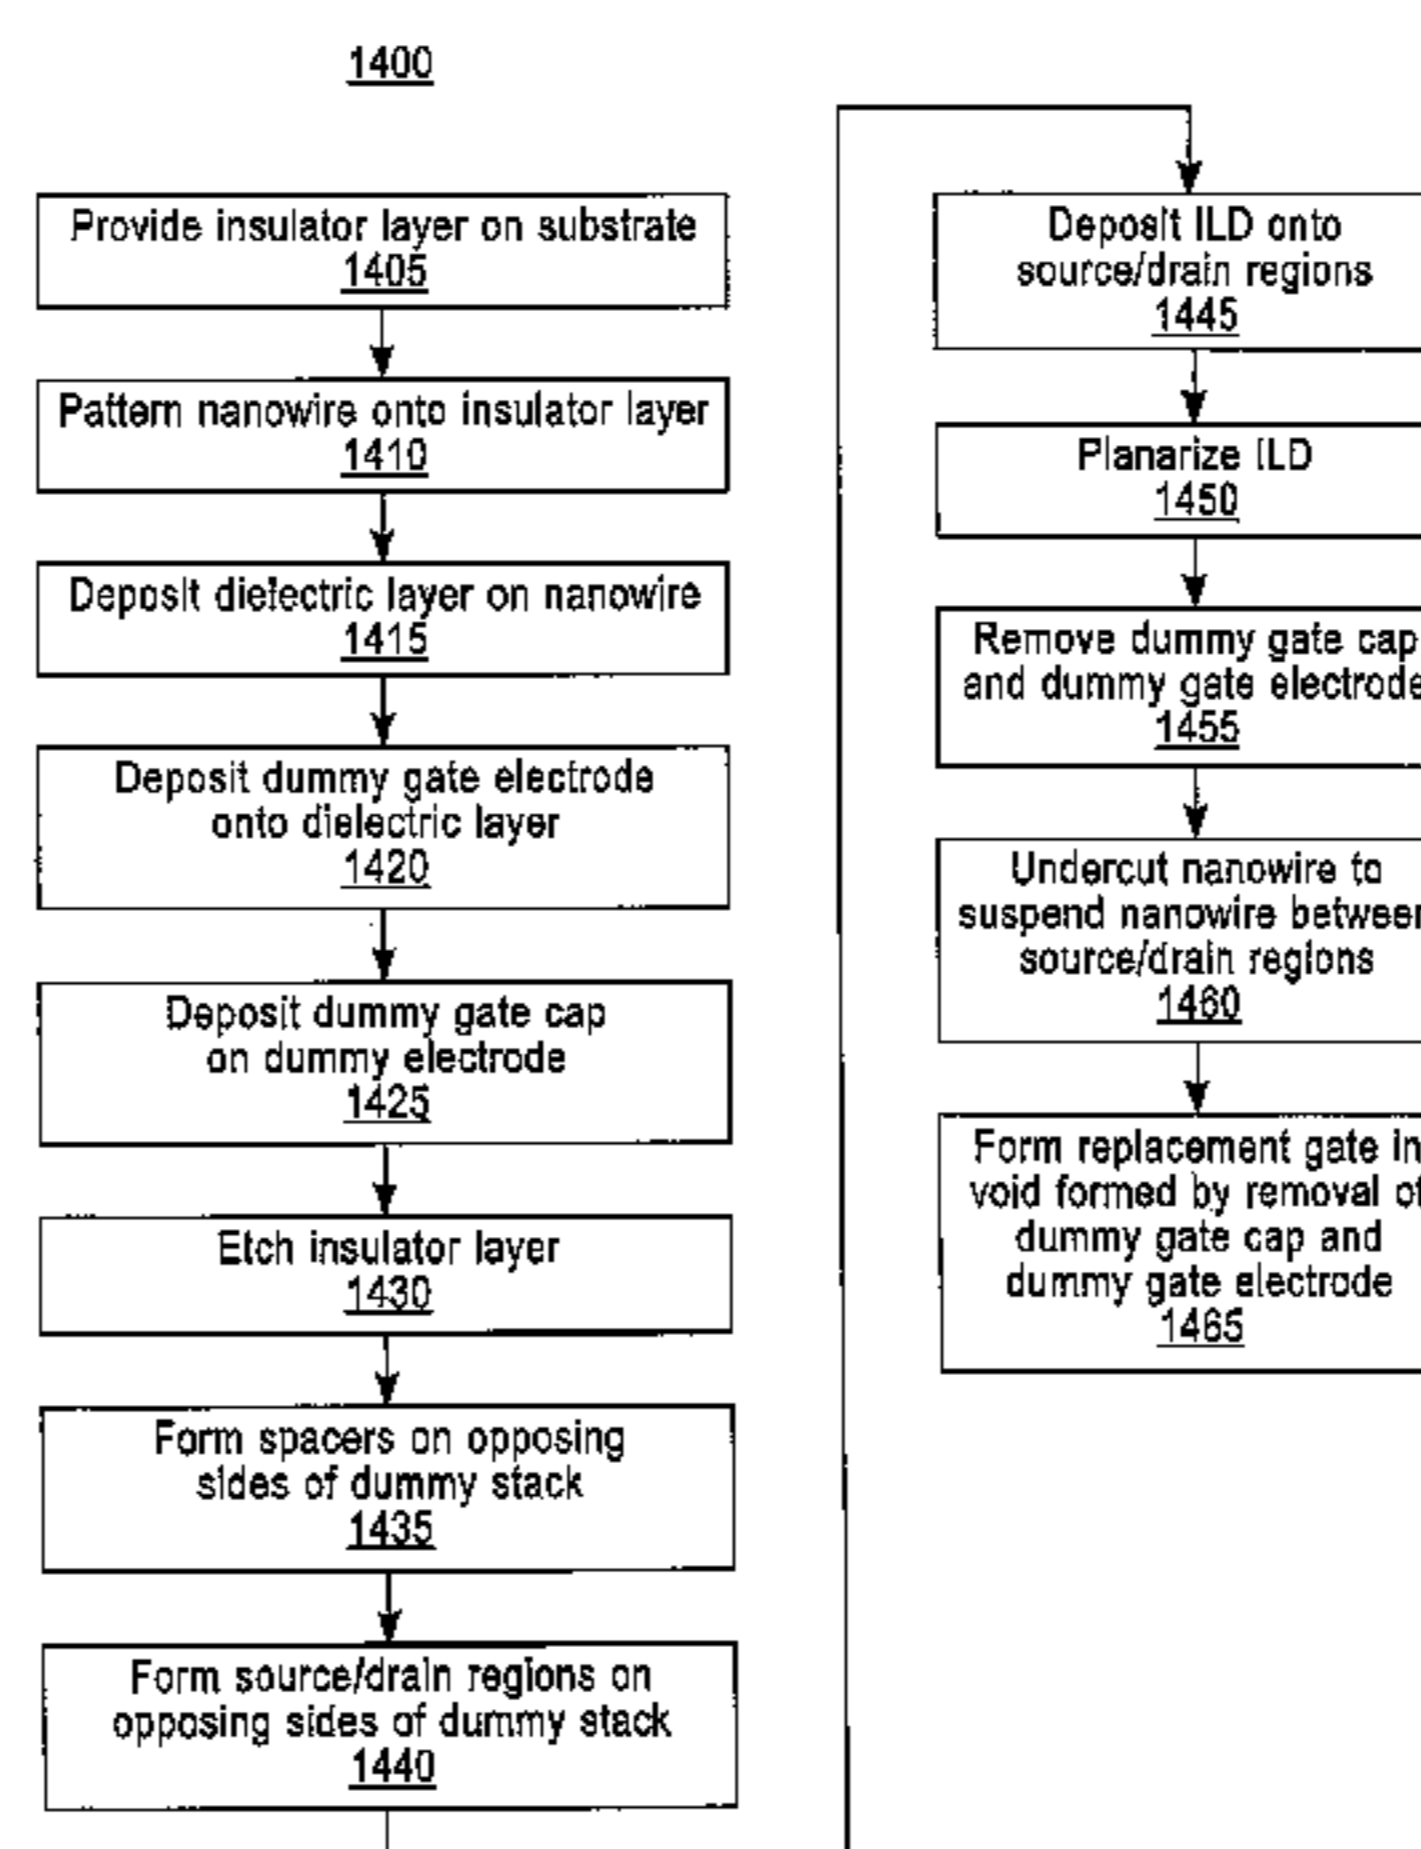 1400
Provide insulator layer on substrate
1405
Pattern nanowire onto insulator layer
1410
Deposit dielectric layer on nanowire
1415
Deposit dummy gate electrode
onto dielectric layer
1420
Deposit dummy gate cap
on dummy electrode
1425
Etch insulator layer
1430
Form spacers on opposing
sides of dummy stack
1435
Form source/drain regions on
opposing sides of dummy stack
1440
Deposit ILD onto
source/drain regions
1445
Planarize ILD
1450
Remove dummy gate cap
and dummy gate electrode
1455
Undercut nanowire to
suspend nanowire between
source/drain regions
1460
Form replacement gate in
void formed by removal of
dummy gate cap and
dummy gate electrode
1465